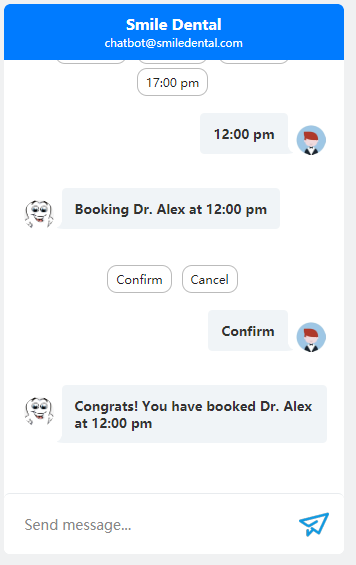 Smile Dental
chatbot@smiledental.com
17:00 pm
12:00 pm
Booking Dr. Alex at 12:00 pm
Confirm
Cancel
Confirm
Congrats! You have booked Dr. Alex
at 12:00 pm
Send message...